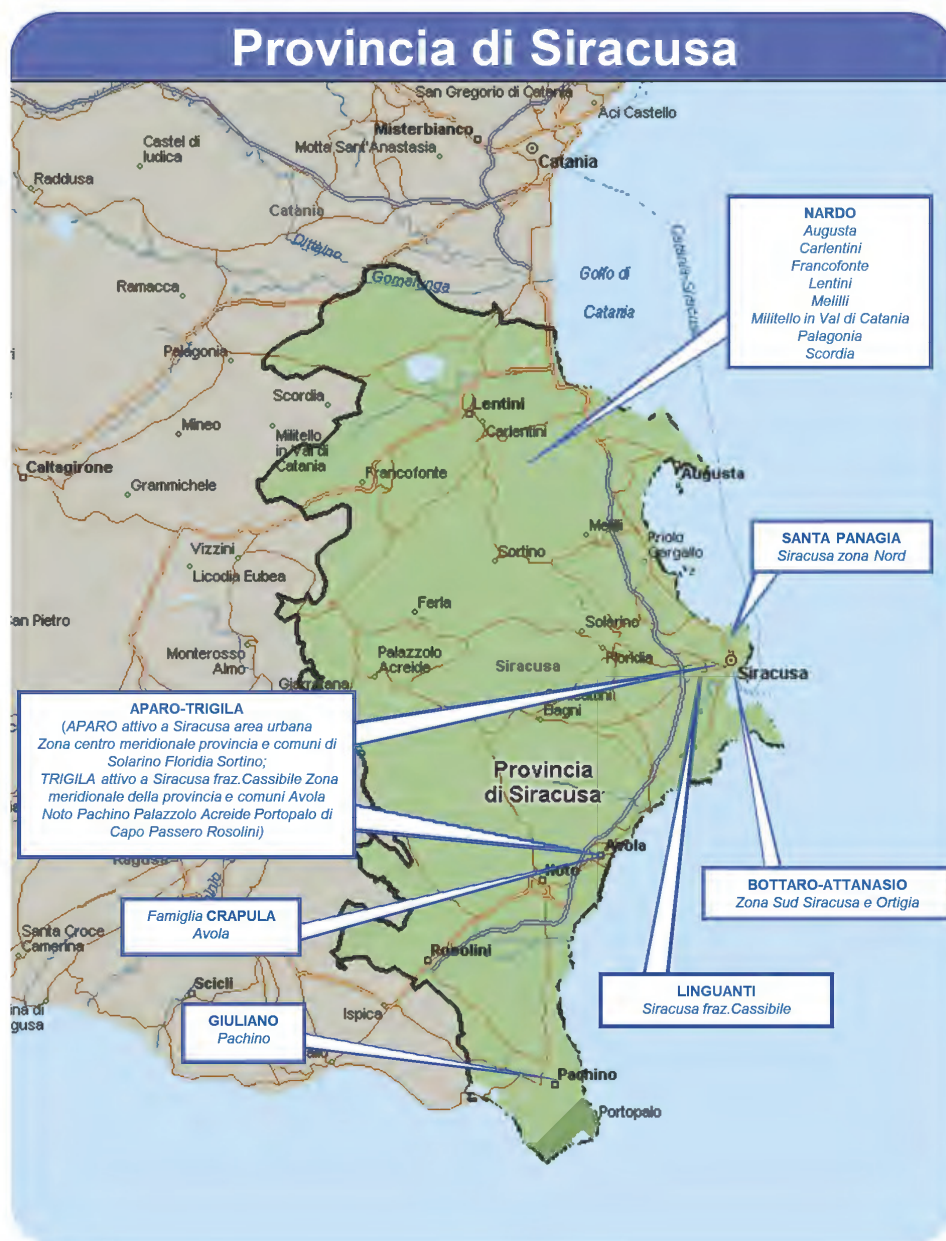 Provincia di Siracusa
San Gregorio di Catania
Aci Castello
Misterbianco
Castel di
Iudica
Motta Sant'Anastasia
Catania
Raddusa
Catania
NARDO
Augusta
Carlentini
Francofonte
Lentini
Melilli
Militello in Val di Catania
Palagonia
Scordia
Dittaino
Golfo di
Catania
Gornalunga
Ramacca
Palagonia
Scordia
Lentini
Mineo
Militello
in Val di
Catania
Carlentini
Caltagirone
Francofonte
Augusta
Grammichele
Melilli
Priolo
Gargallo
SANTA PANAGIA
Siracusa zona Nord
Vizzini
Sortino
Licodia Eubea
Ferla
Solarino
San Pietro
Monterosso
Almo
Palazzolo
Acreide
Siracusa
Floridia
Siracusa
Giarratana
Bagni
APARO-TRIGILA
(APARO attivo a Siracusa area urbana
Zona centro meridionale provincia e comuni di
Solarino Floridia Sortino;
TRIGILA attivo a Siracusa fraz.Cassibile Zona
meridionale della provincia e comuni Avola
Noto Pachino Palazzolo Acreide Portopalo di
Capo Passero Rosolini)
Provincia
di Siracusa
Avola
Ragusa
Noto
BOTTARO-ATTANASIO
Zona Sud Siracusa e Ortigia
Famiglia CRAPULA
Avola
Santa Croce
Camerina
Rosolini
Scicli
LINGUANTI
Siracusa fraz.Cassibile
Ispica
GIULIANO
Pachino
Pachino
Portopalo